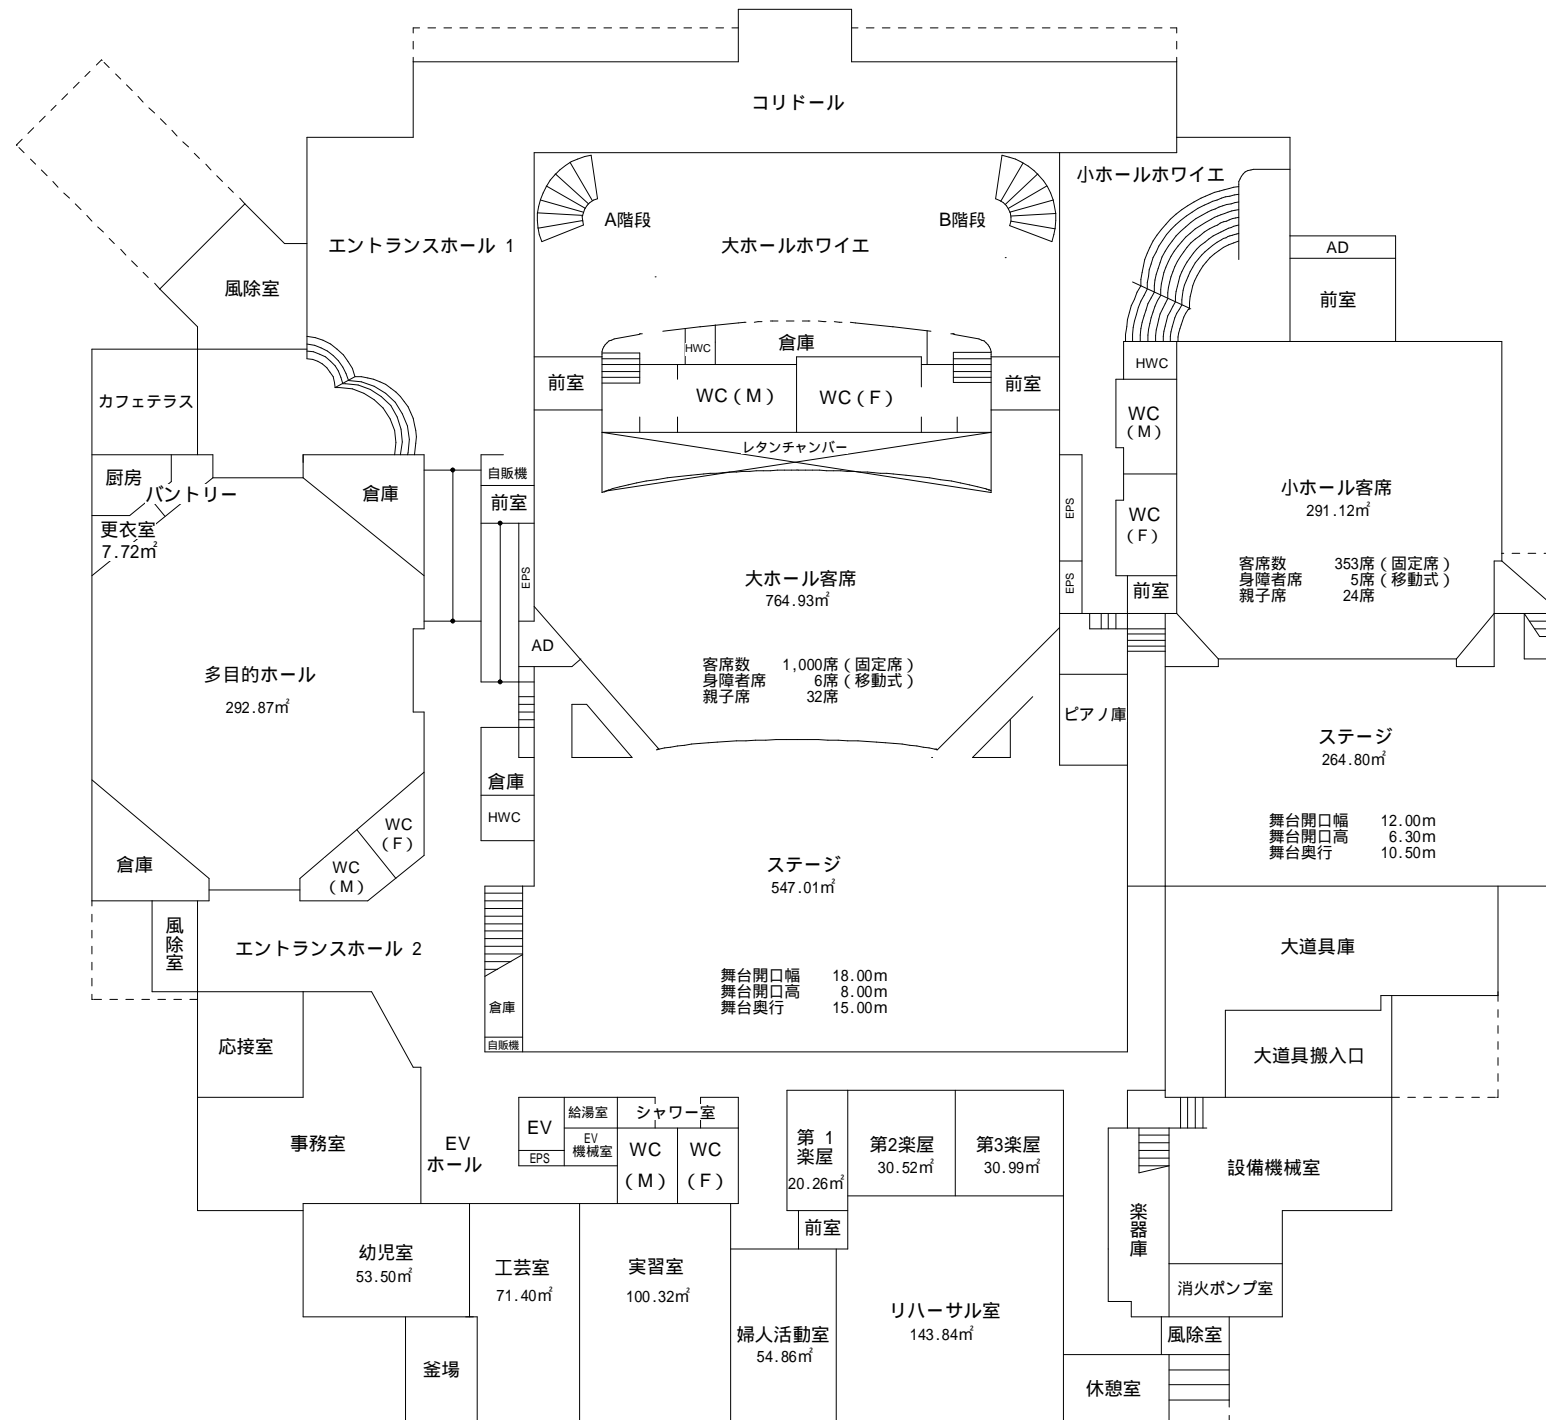 コリドール
小ホールホワイエ
A階段
B階段
エントランスホール 1
大ホールホワイエ
AD
風除室
前室
HWC
倉庫
HWC
前室
WC(M)
WC(F)
前室
カフェテラス
WC
(M)
レタンチャンバー
自販機
厨房
パントリー
倉庫
前室
小ホール客席
291.12㎡
EPS
WC
(F)
更衣室
7.72㎡
客席数 353席(固定席)
身障者席 5席(移動式)
親子席 24席
EPS
大ホール客席
764.93㎡
EPS
前室
AD
客席数 1,000席(固定席)
身障者席 6席(移動式)
親子席 32席
多目的ホール
292.87㎡
ピアノ庫
ステージ
264.80㎡
倉庫
HWC
舞台開口幅 12.00m
舞台開口高 6.30m
舞台奥行 10.50m
WC
(F)
倉庫
WC
(M)
ステージ
547.01㎡
風除室
エントランスホール 2
大道具庫
舞台開口幅 18.00m
舞台開口高 8.00m
舞台奥行 15.00m
倉庫
自販機
応接室
大道具搬入口
EV
給湯室
シャワー室
事務室
EV
ホール
EPS
EV
機械室
WC
(M)
WC
(F)
第 1
楽屋
20.26㎡
第2楽屋
30.52㎡
第3楽屋
30.99㎡
設備機械室
前室
楽器庫
幼児室
53.50㎡
工芸室
71.40㎡
実習室
100.32㎡
消火ポンプ室
リハーサル室
143.84㎡
婦人活動室
54.86㎡
風除室
釜場
休憩室